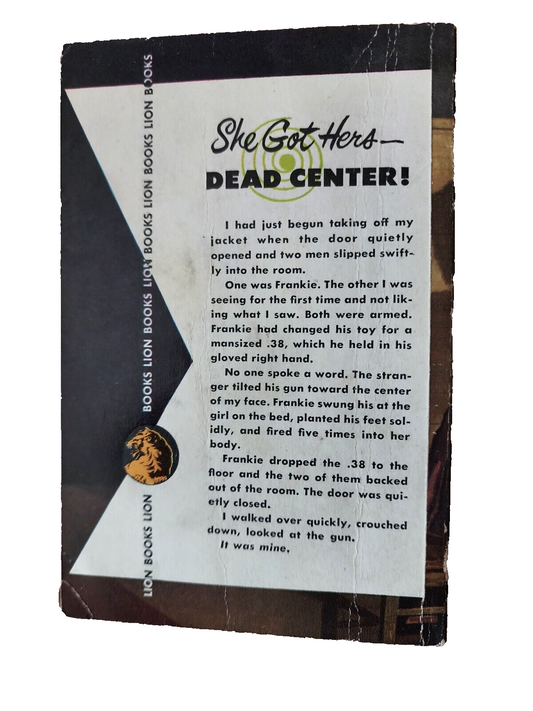 She Got Hers—
DEAD CENTER!
I had just begun taking off my
jacket when the door quietly
opened and two men slipped swift-
ly into the room.
One was Frankie. The other I was
seeing for the first time and not lik-
ing what I saw. Both were armed.
Frankie had changed his toy for a
mansized .38, which he held in his
gloved right hand.
No one spoke a word. The stran-
ger tilted his gun toward the center
of my face. Frankie swung his at the
girl on the bed, planted his feet sol-
idly, and fired five times into her
body.
Frankie dropped the .38 to the
floor and the two of them backed
out of the room. The door was qui-
etly closed.
I walked over quickly, crouched
down, looked at the gun.
It was mine.
LION BOOKS LION
BOOKS LION BOOKS LION BOOKS LION BOOKS LION BOOKS